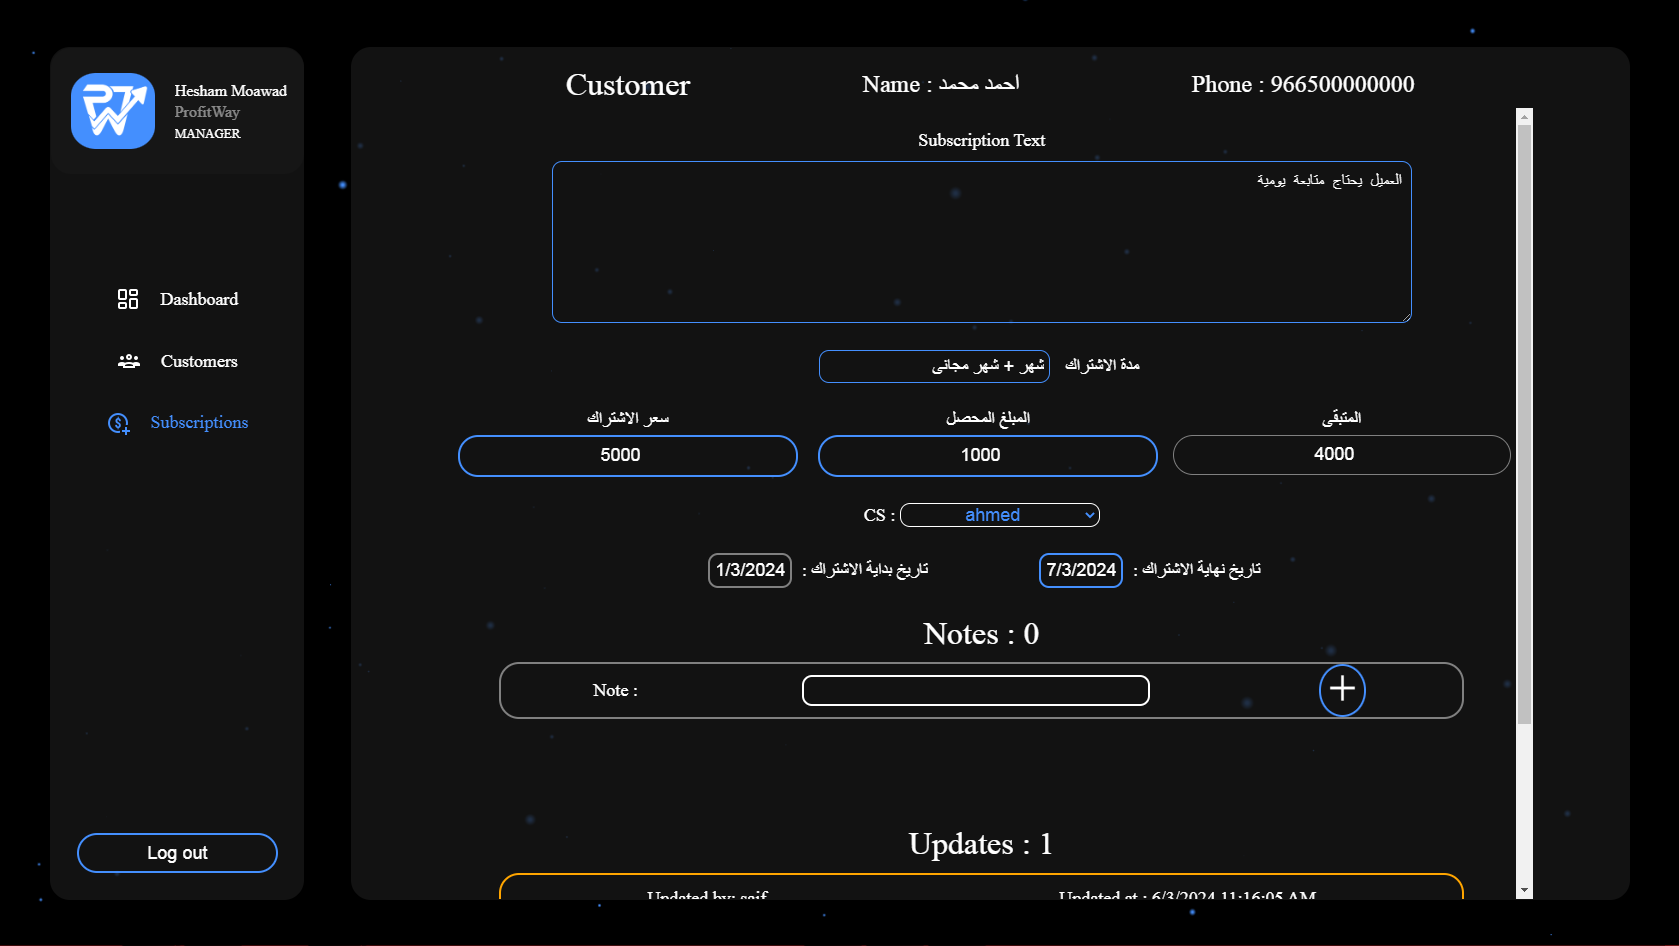 Hesham Moawad
ProfitWay
MANAGER
Dashboard
Customers
Subscriptions
Log out
Customer
Name : احمد محمد
Phone : 966500000000
Subscription Text
العميل يحتاج متابعة يومية
مدة الاشتراك
شهر + شهر مجانى
سعر الاشتراك
المبلغ المحصل
المتبقى
5000
1000
4000
CS : ahmed
1/3/2024 تاريخ بداية الاشتراك :
7/3/2024 تاريخ نهاية الاشتراك :
Notes : 0
Note :
Updates : 1
Updated by: saif
Updated at : 6/3/2024 11:16:05 AM